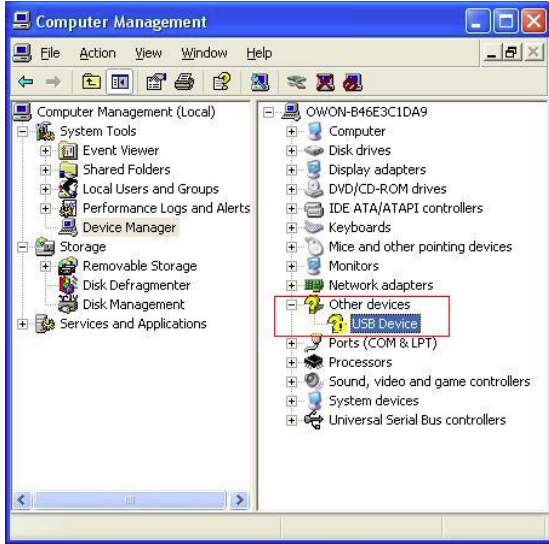 Computer Management
File Action View Window Help
Computer Management (Local)
System Tools
Event Viewer
Shared Folders
Local Users and Groups
Performance Logs and Alerts
Device Manager
Storage
Removable Storage
Disk Defragmenter
Disk Management
Services and Applications
OWON-B46E3C1DA9
Computer
Disk drives
Display adapters
DVD/CD-ROM drives
IDE ATA/ATAPI controllers
Keyboards
Mice and other pointing devices
Monitors
Network adapters
Other devices
USB Device
Ports (COM & LPT)
Processors
Sound, video and game controllers
System devices
Universal Serial Bus controllers